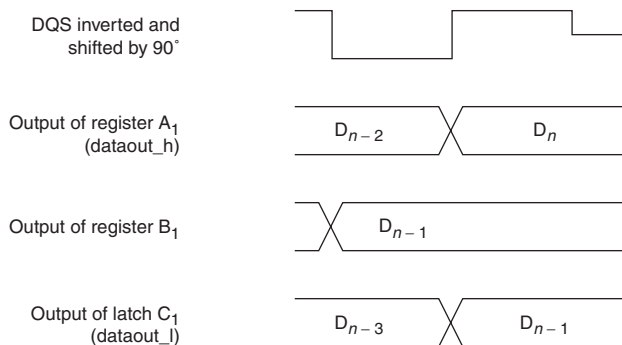 DQS inverted and
shifted by 90˚
Output of register A1
(dataout_h)
Dn − 2
Dn
Output of register B1
Dn − 1
Output of latch C1
(dataout_l)
Dn − 3
Dn − 1